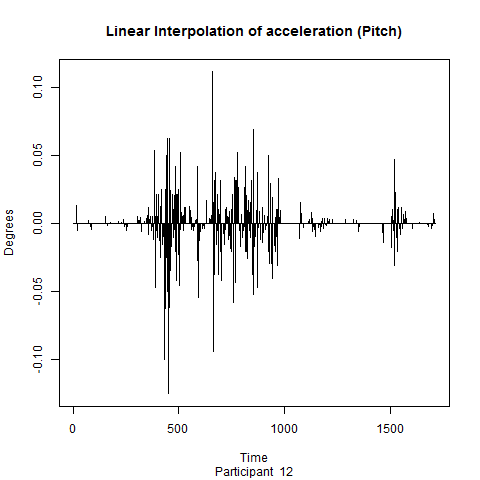 Linear Interpolation of acceleration (Pitch)
0.10
0.05
0.00
-0.05
-0.10
Degrees
0 500 1000 1500
Time
Participant 12